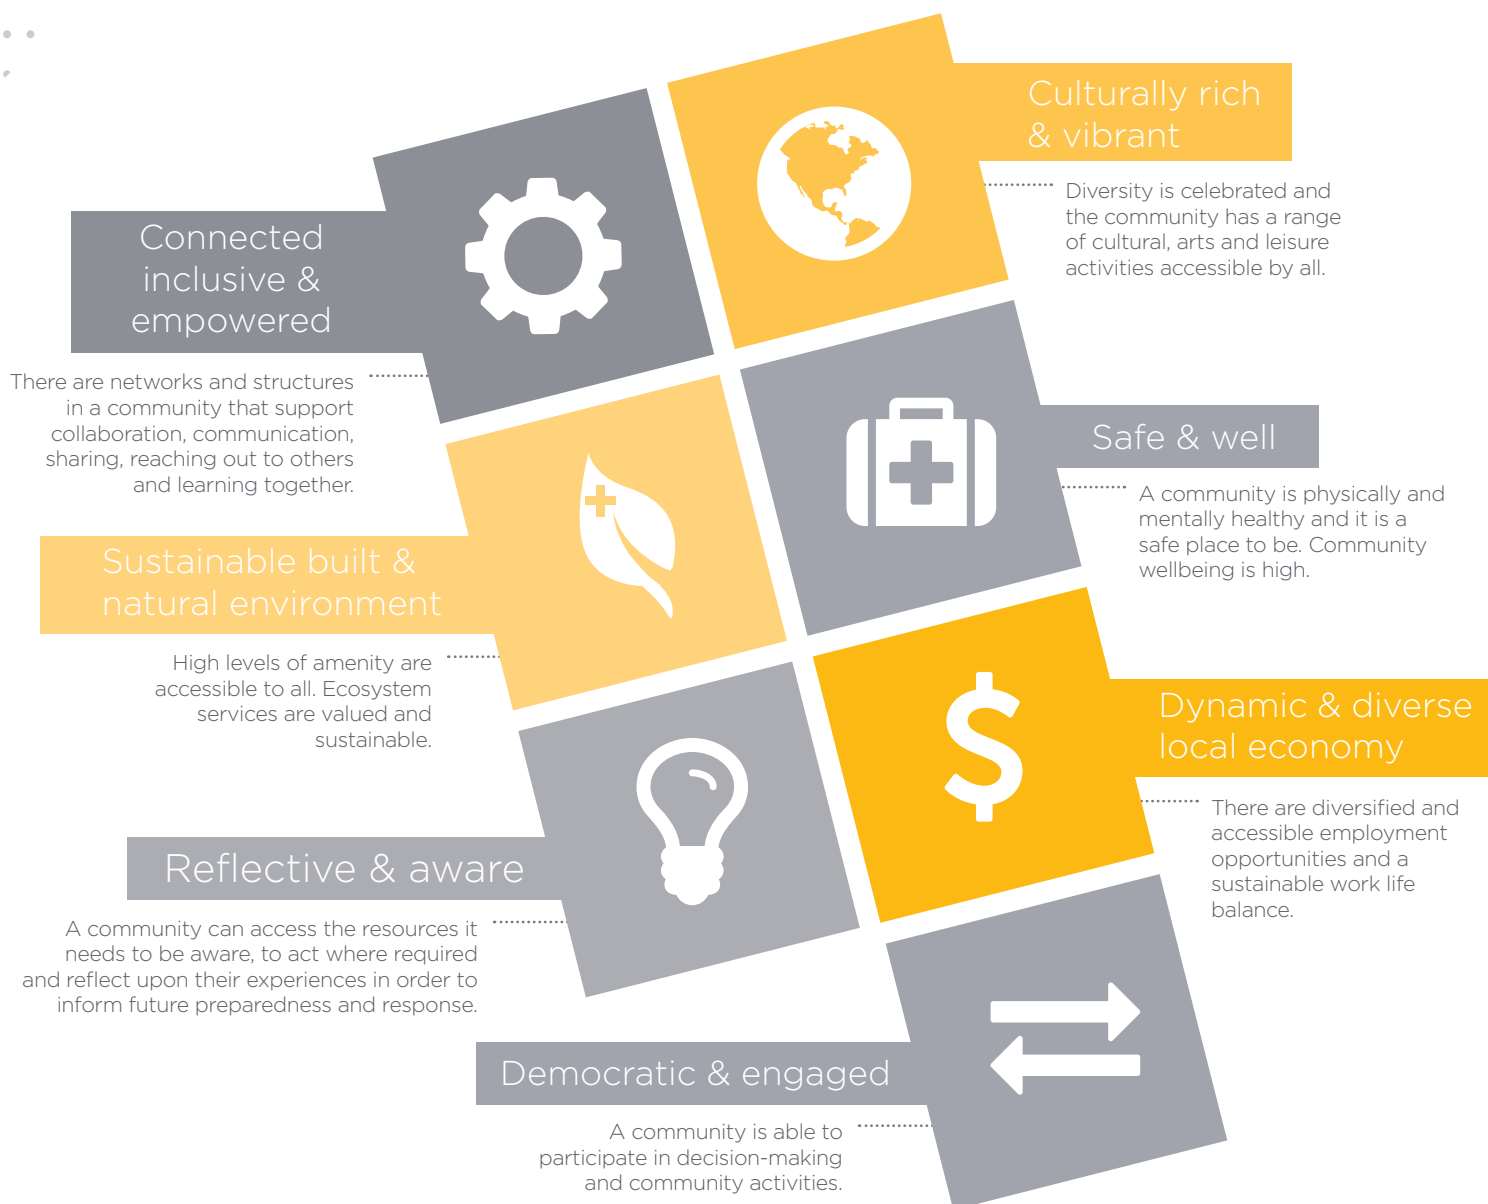 Culturally rich
& vibrant
Diversity is celebrated and
the community has a range
of cultural, arts and leisure
activities accessible by all.
Connected
inclusive &
empowered
There are networks and structures
in a community that support
collaboration, communication,
sharing, reaching out to others
and learning together.
Safe & well
A community is physically and
mentally healthy and it is a
safe place to be. Community
wellbeing is high.
Sustainable built &
natural environment
High levels of amenity are
accessible to all. Ecosystem
services are valued and
sustainable.
$
Dynamic & diverse
local economy
There are diversified and
accessible employment
opportunities and a
sustainable work life
balance.
Reflective & aware
A community can access the resources it
needs to be aware, to act where required
and reflect upon their experiences in order to
inform future preparedness and response.
Democratic & engaged
A community is able to
participate in decision-making
and community activities.